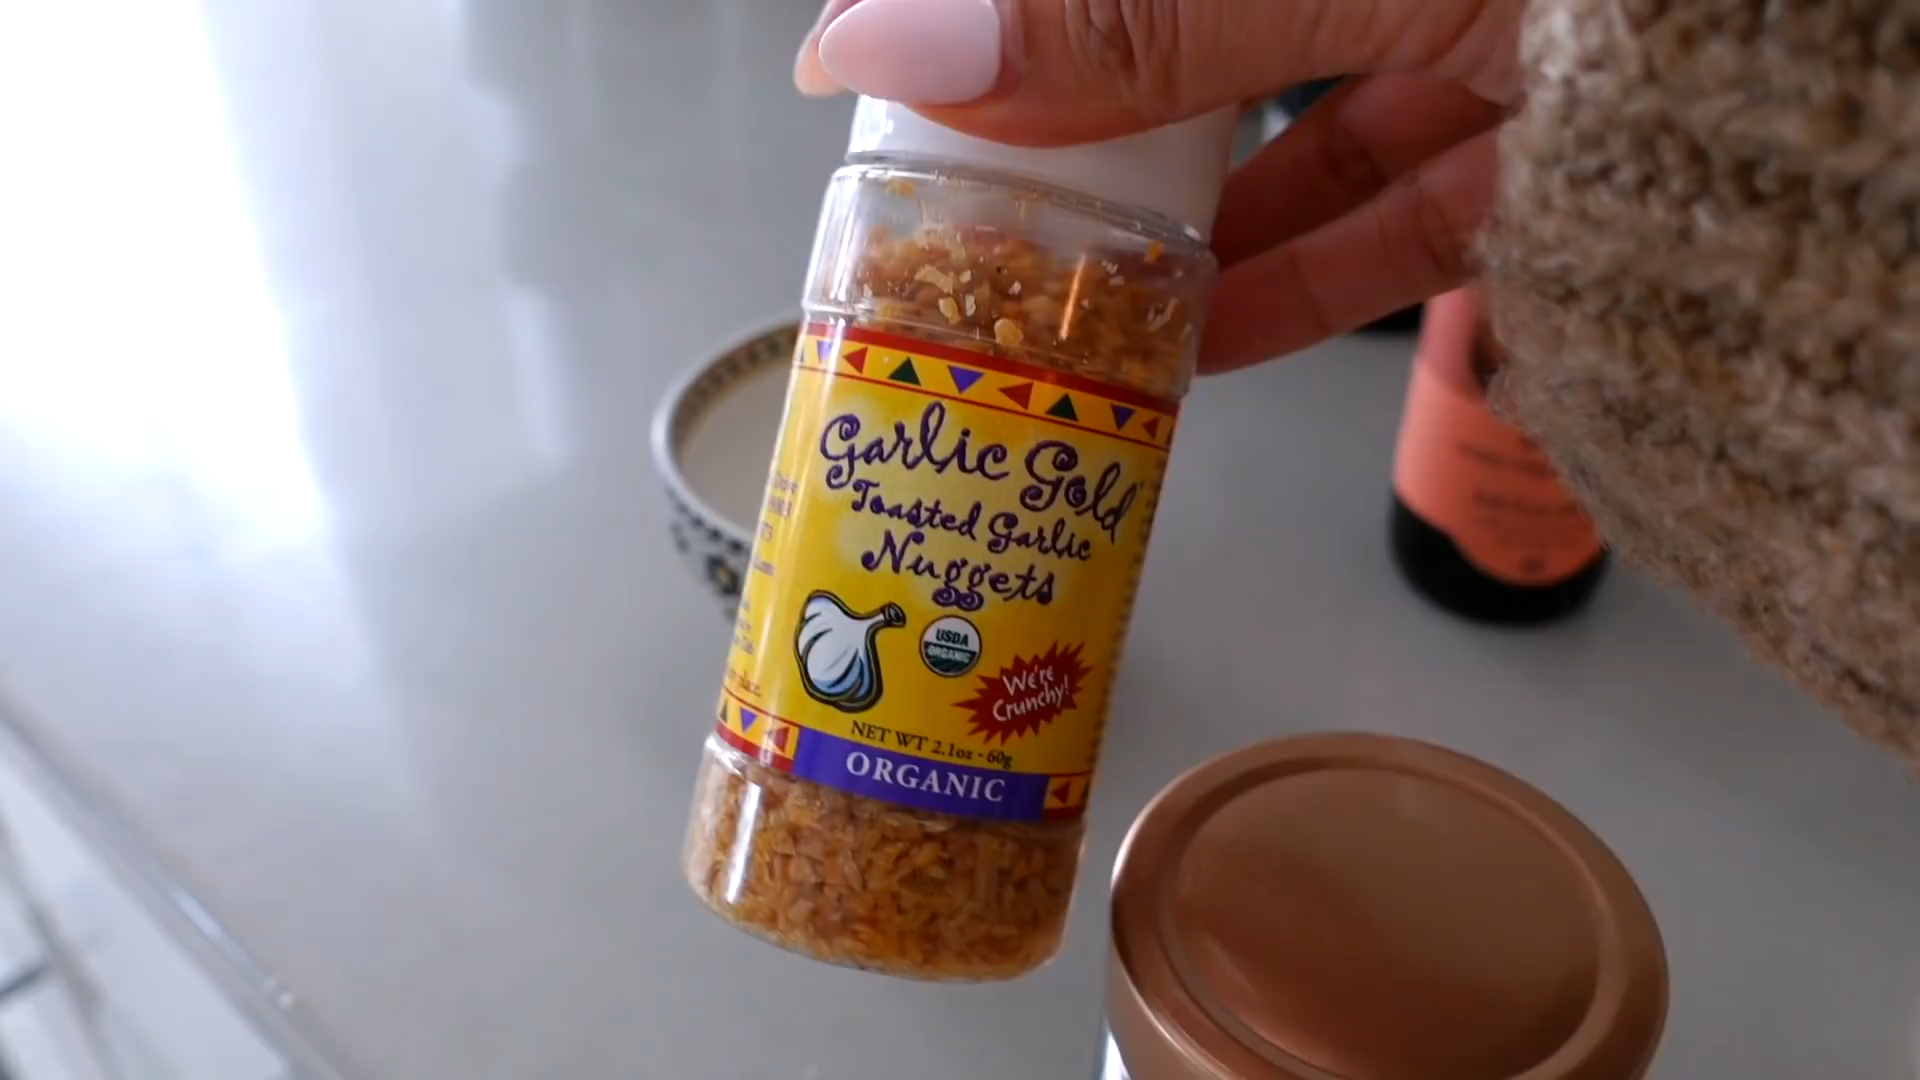 Garlic Gold
Toasted Garlic
Nuggets
USDA
ORGANIC
We're
Crunchy!
NET WT 2.1oz - 60g
ORGANIC